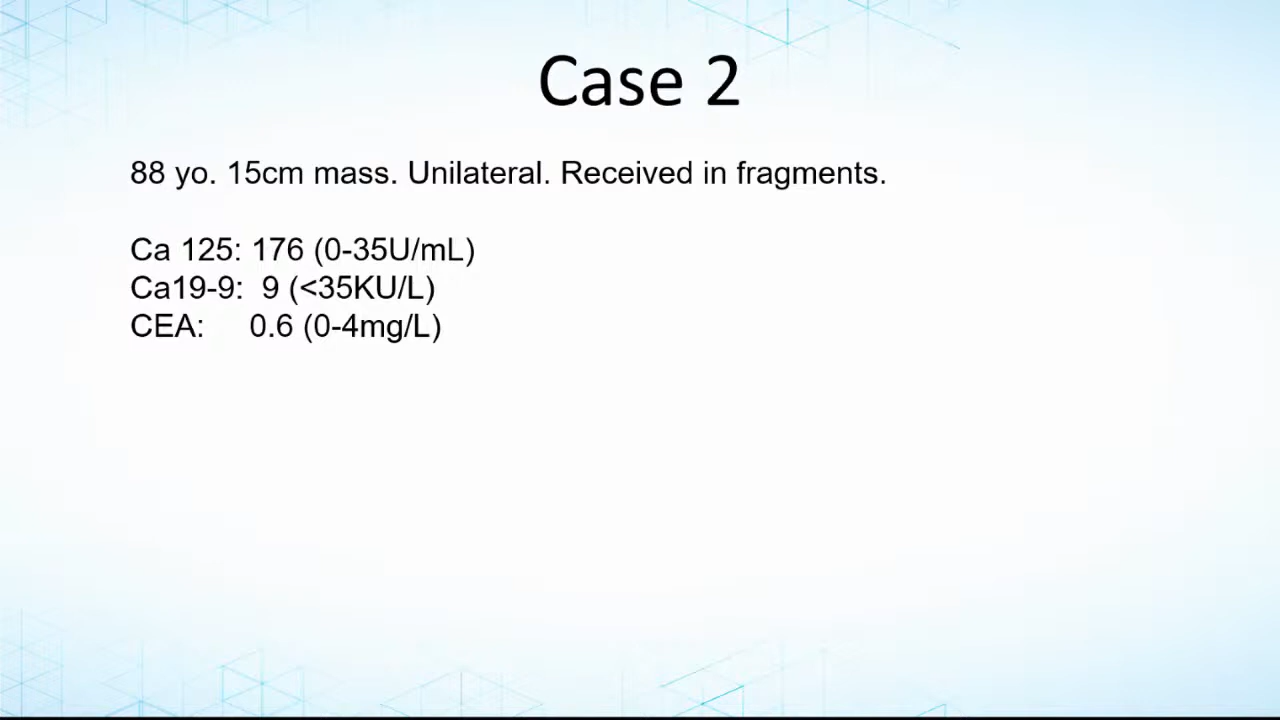 Case 2
88 yo. 15cm mass. Unilateral. Received in fragments.
Ca 125: 176 (0-35U/mL)
Ca19-9: 9 (<35KU/L)
CEA: 0.6 (0-4mg/L)